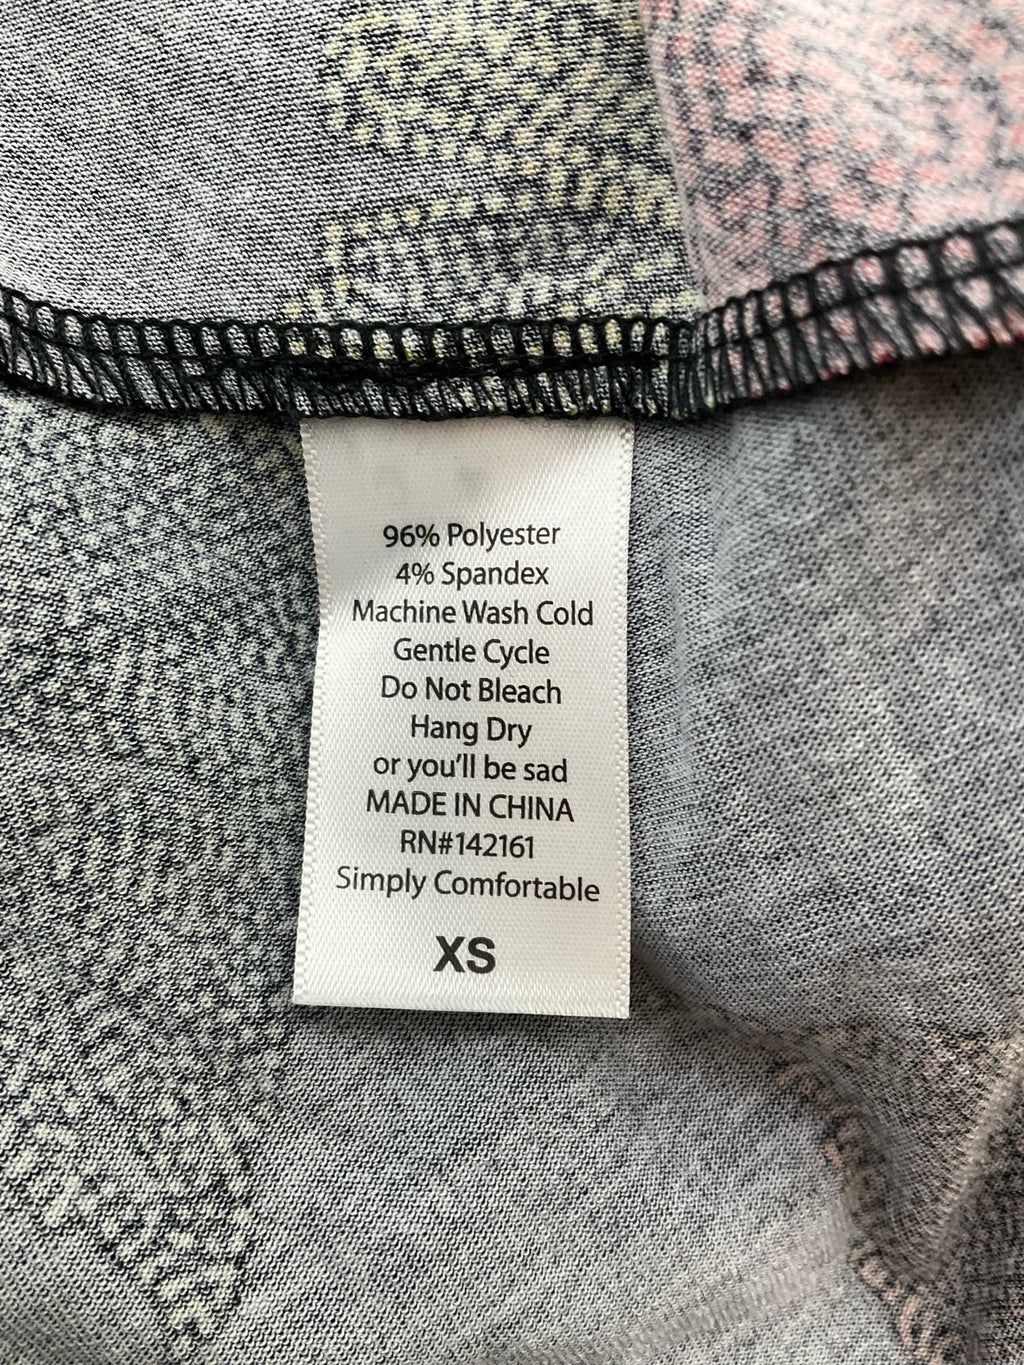 96% Polyester
4% Spandex
Machine Wash Cold
Gentle Cycle
Do Not Bleach
Hang Dry
or you'll be sad
MADE IN CHINA
RN#142161
Simply Comfortable
XS